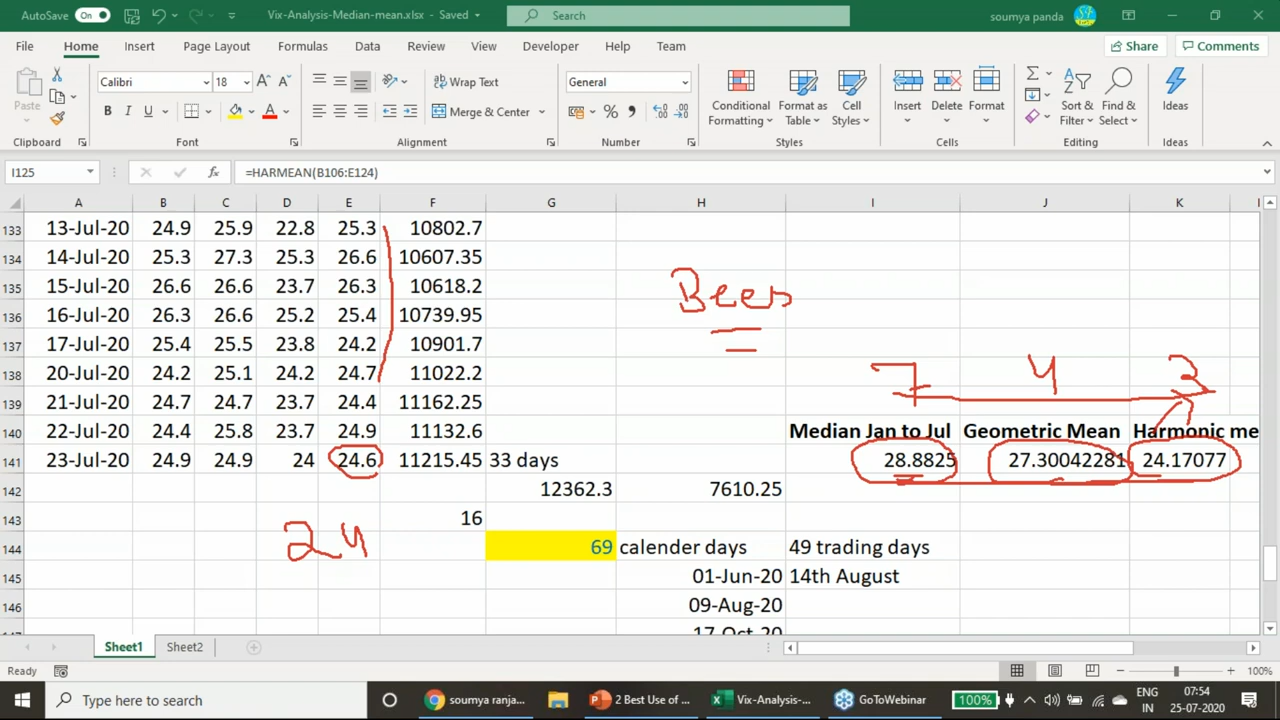 AutoSave On Vix-Analysis-Median-mean.xlsx - Saved Search soumya panda
File Home Insert Page Layout Formulas Data Review View Developer Help Team Share Comments
Paste Calibri 18 Wrap Text General Conditional Formatting Format as Table Cell Styles Insert Delete Format Sort & Filter Find & Select Ideas
B I U Merge & Center
Clipboard Font Alignment Number Styles Cells Editing Ideas
I125 fx =HARMEAN(B106:E124)
A B C D E F G H I J K
133 13-Jul-20 24.9 25.9 22.8 25.3 10802.7
134 14-Jul-20 25.3 27.3 25.3 26.6 10607.35
135 15-Jul-20 26.6 26.6 23.7 26.3 10618.2
Bees
136 16-Jul-20 26.3 26.6 25.2 25.4 10739.95
137 17-Jul-20 25.4 25.5 23.8 24.2 10901.7
138 20-Jul-20 24.2 25.1 24.2 24.7 11022.2
7 4 3
139 21-Jul-20 24.7 24.7 23.7 24.4 11162.25
140 22-Jul-20 24.4 25.8 23.7 24.9 11132.6 Median Jan to Jul Geometric Mean Harmonic me
141 23-Jul-20 24.9 24.9 24 24.6 11215.45 33 days 28.8825 27.30042281 24.17077
142 12362.3 7610.25
143 16
24
144 69 calender days 49 trading days
145 01-Jun-20 14th August
146 09-Aug-20
17-Oct-20
Sheet1 Sheet2
Ready 100%
Type here to search soumya ranja... 2 Best Use of ... Vix-Analysis-... GoToWebinar 100% ENG IN 07:54 25-07-2020